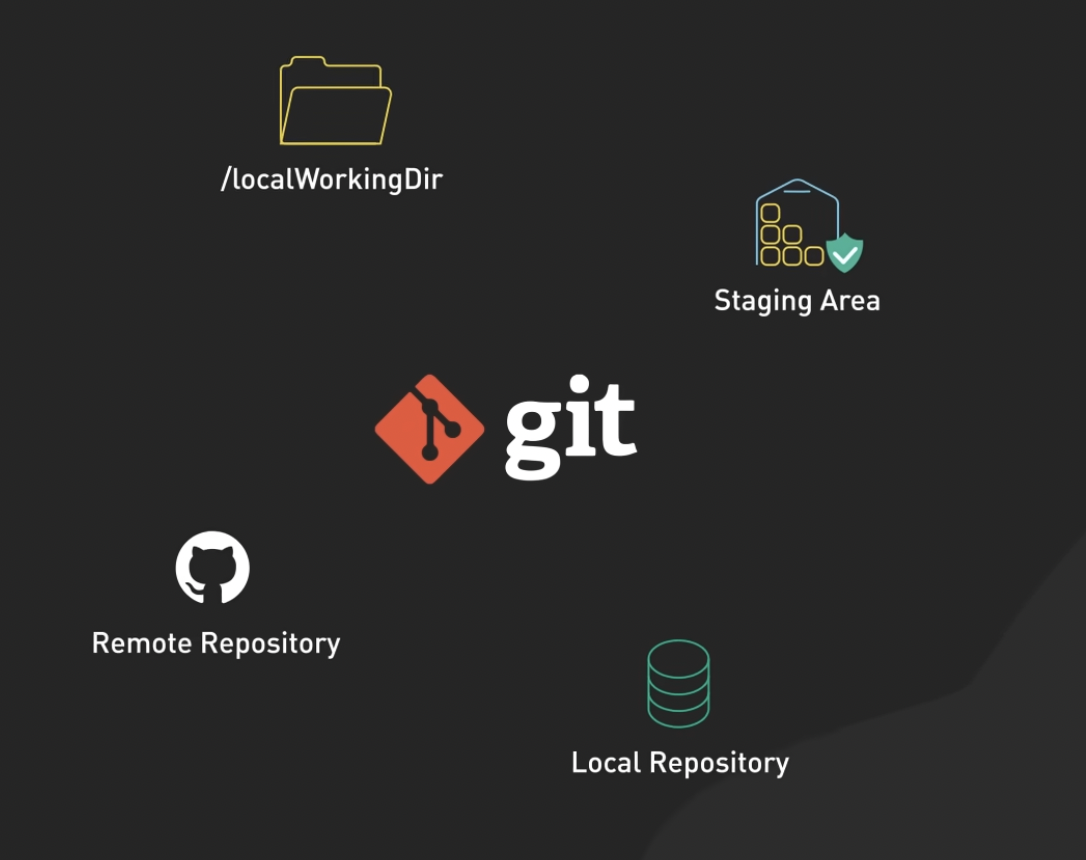 /localWorkingDir
Staging Area
git
Remote Repository
Local Repository